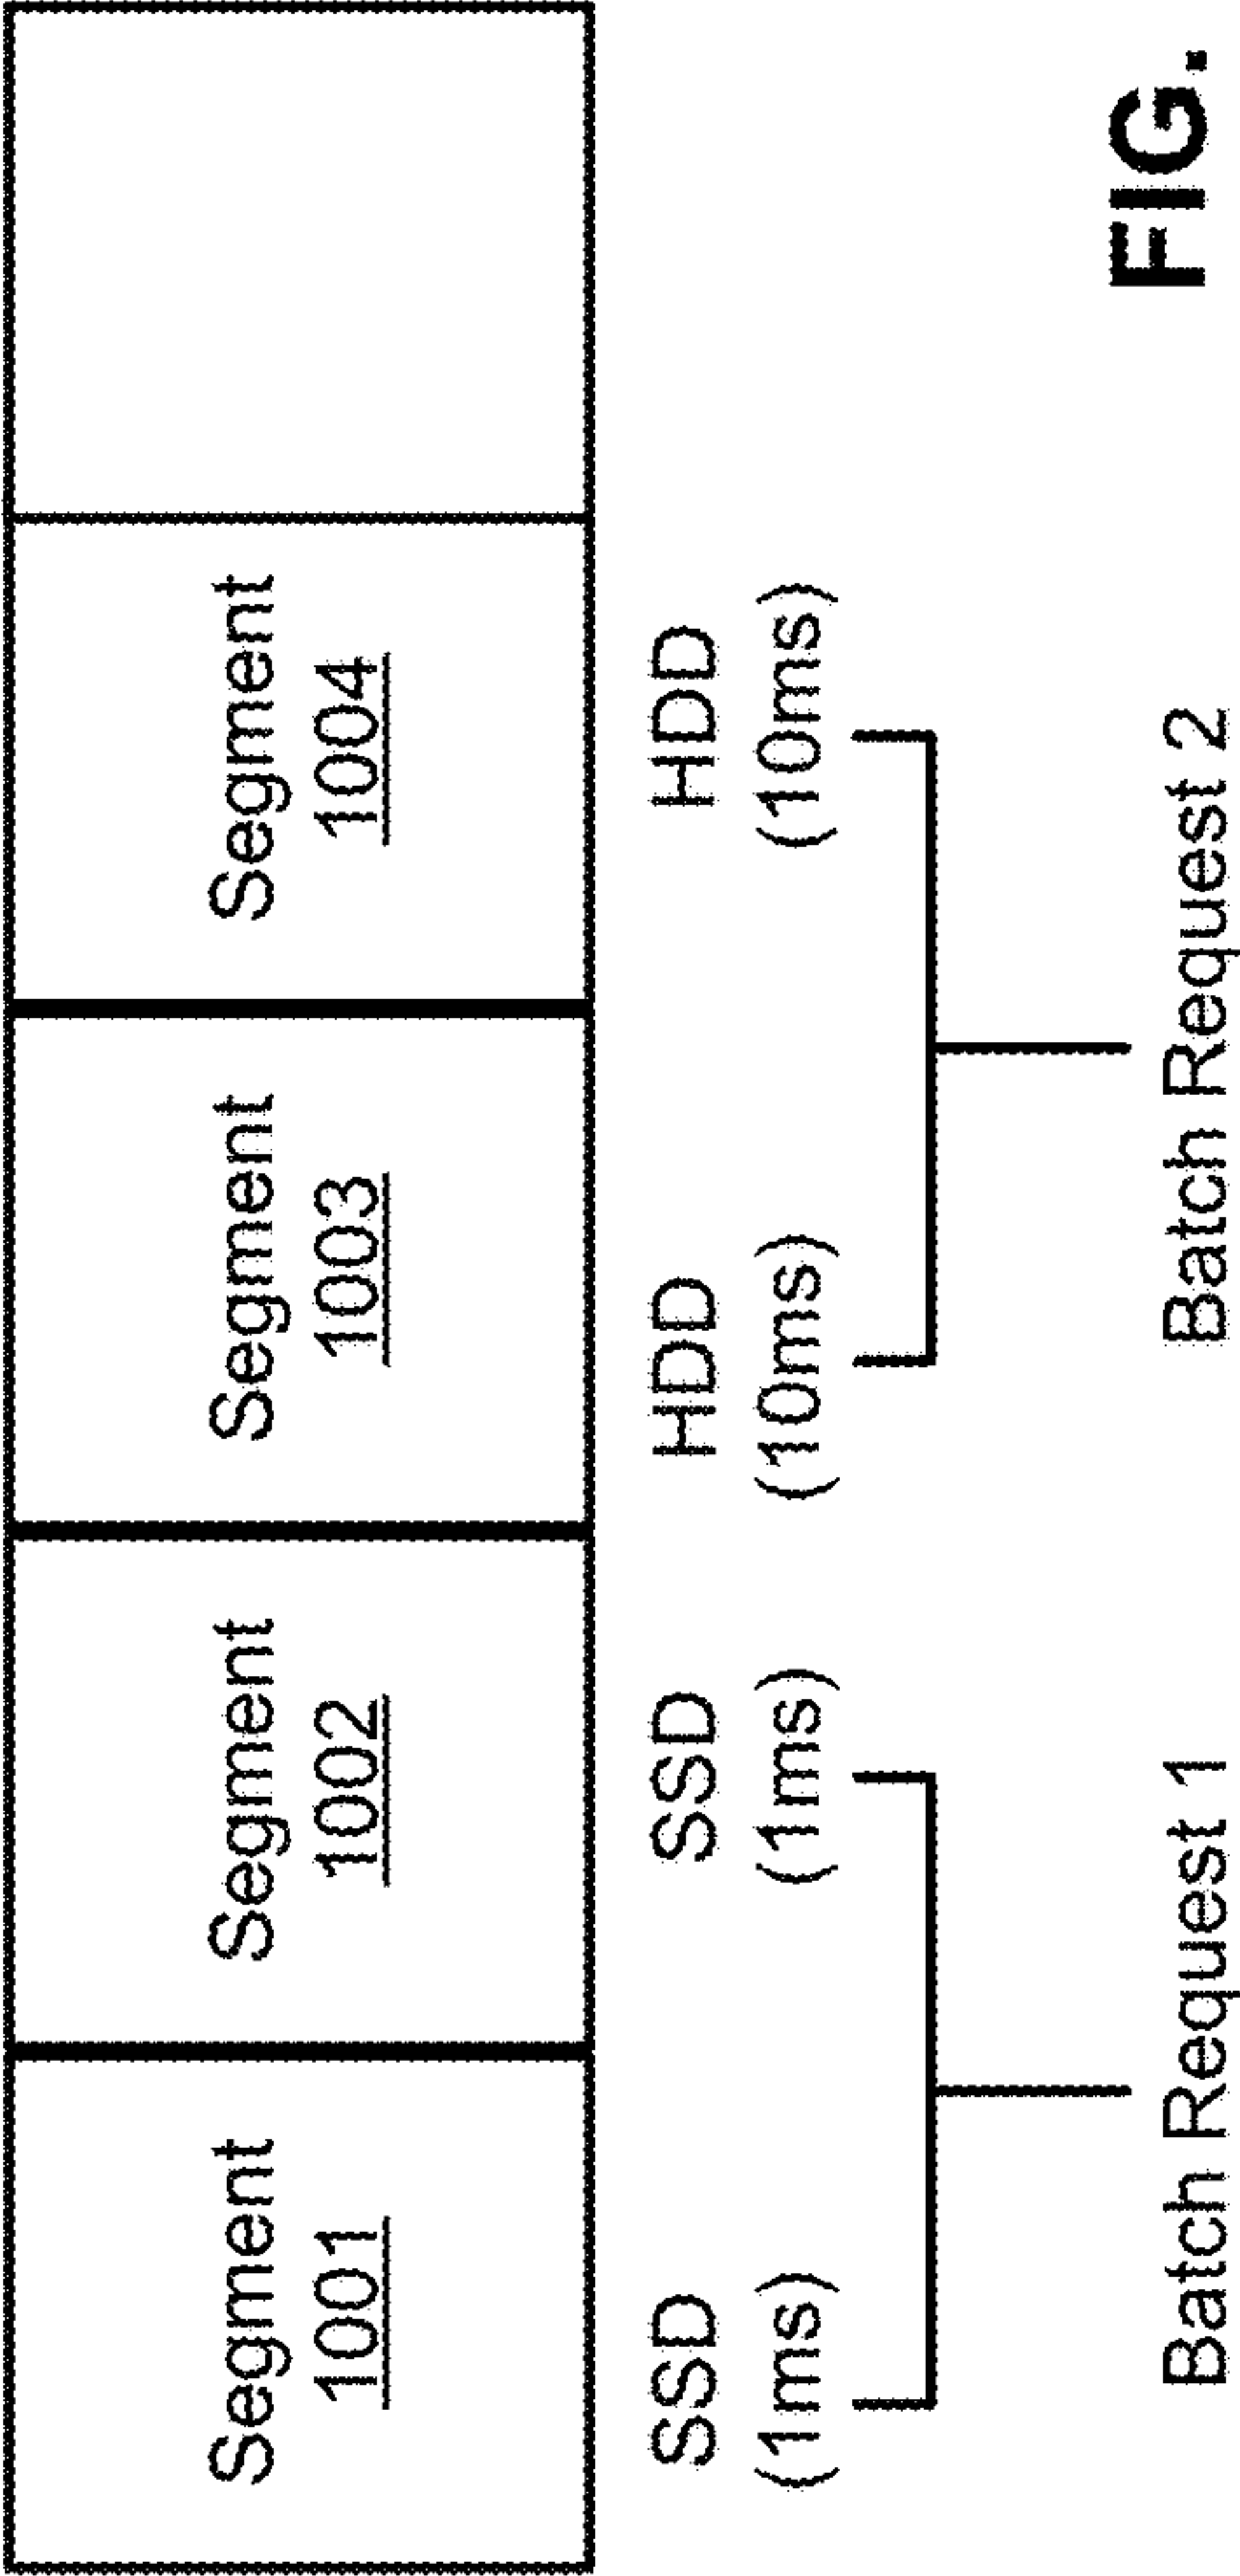 Segment
1001
Segment
1002
Segment
1003
Segment
1004
SSD
(1ms)
SSD
(1ms)
HDD
(10ms)
HDD
(10ms)
Batch Request 1
Batch Request 2
FIG.